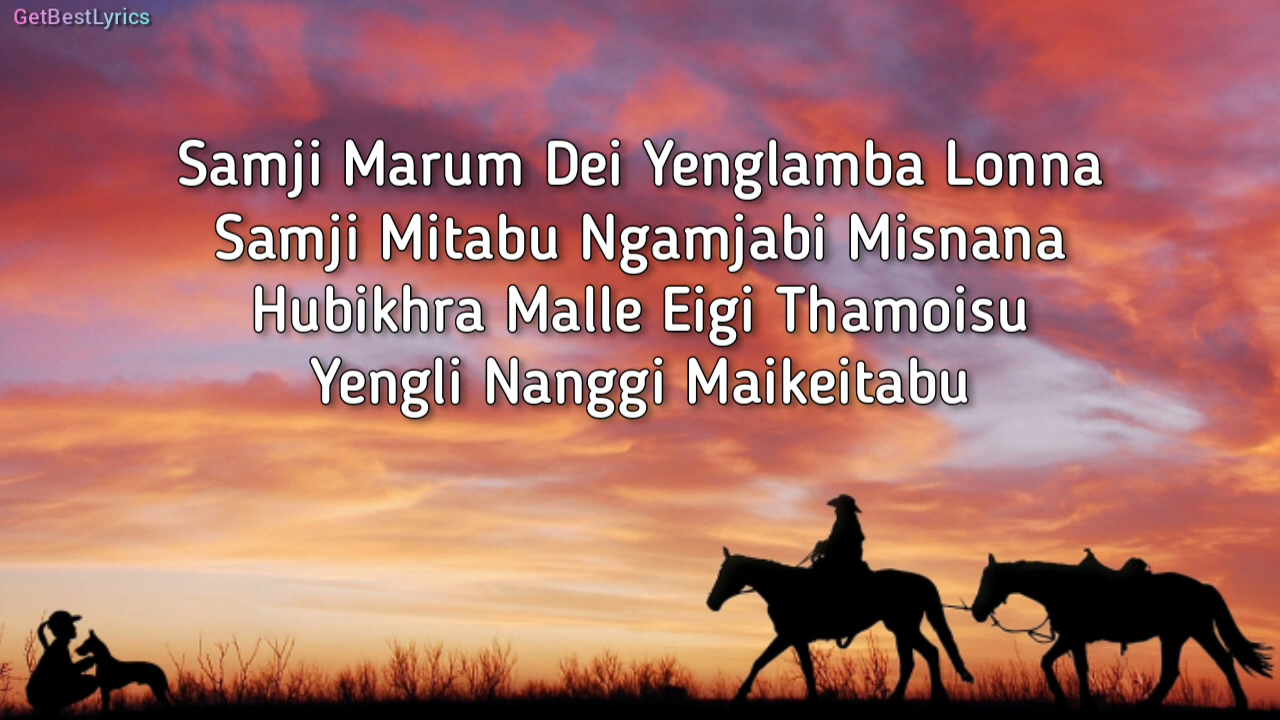 GetBestLyrics
Samji Marum Dei Yenglamba Lonna
Samji Mitabu Ngamjabi Misnana
Hubikhra Malle Eigi Thamoisu
Yengli Nanggi Maikeitabu